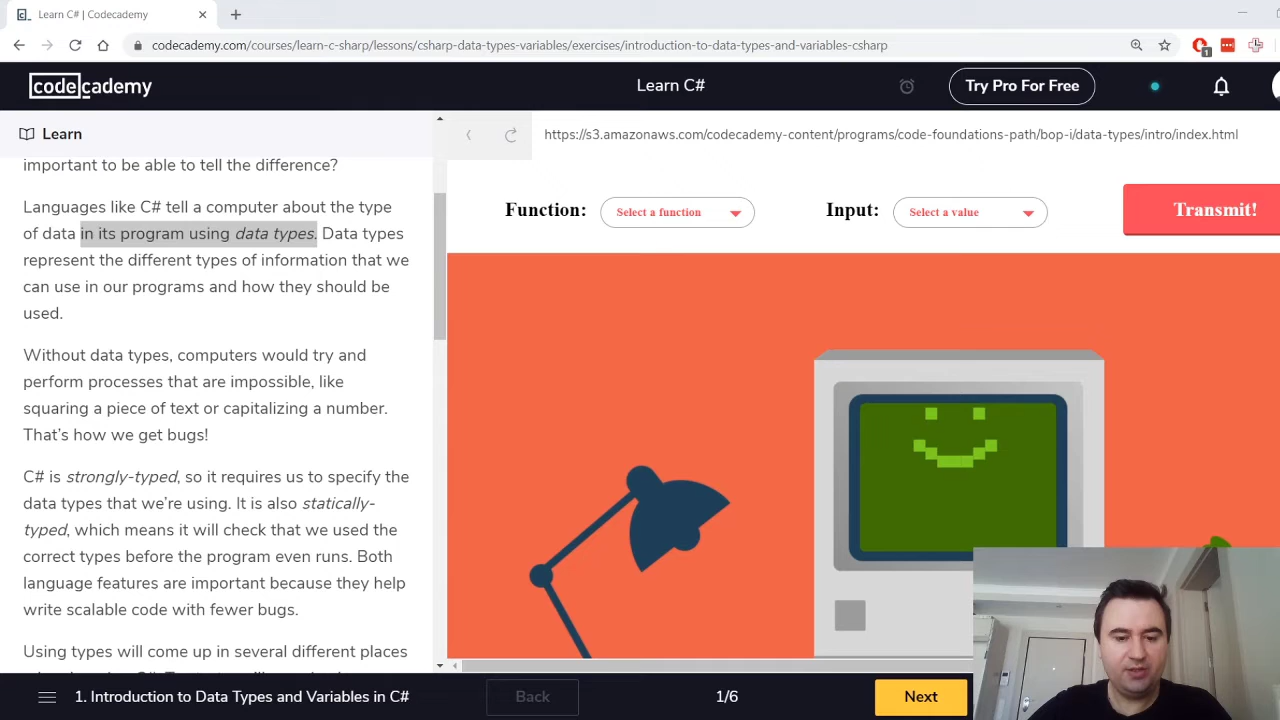 Learn C# | Codecademy
codecademy.com/courses/learn-c-sharp/lessons/csharp-data-types-variables/exercises/introduction-to-data-types-and-variables-csharp
1
codecademy
Learn C#
Try Pro For Free
Learn
https://s3.amazonaws.com/codecademy-content/programs/code-foundations-path/bop-i/data-types/intro/index.html
important to be able to tell the difference?
Languages like C# tell a computer about the type
of data in its program using data types. Data types
represent the different types of information that we
can use in our programs and how they should be
used.
Without data types, computers would try and
perform processes that are impossible, like
squaring a piece of text or capitalizing a number.
That's how we get bugs!
C# is strongly-typed, so it requires us to specify the
data types that we're using. It is also statically-
typed, which means it will check that we used the
correct types before the program even runs. Both
language features are important because they help
write scalable code with fewer bugs.
Using types will come up in several different places
Function:
Select a function
Input:
Select a value
Transmit!
1. Introduction to Data Types and Variables in C#
Back
1/6
Next